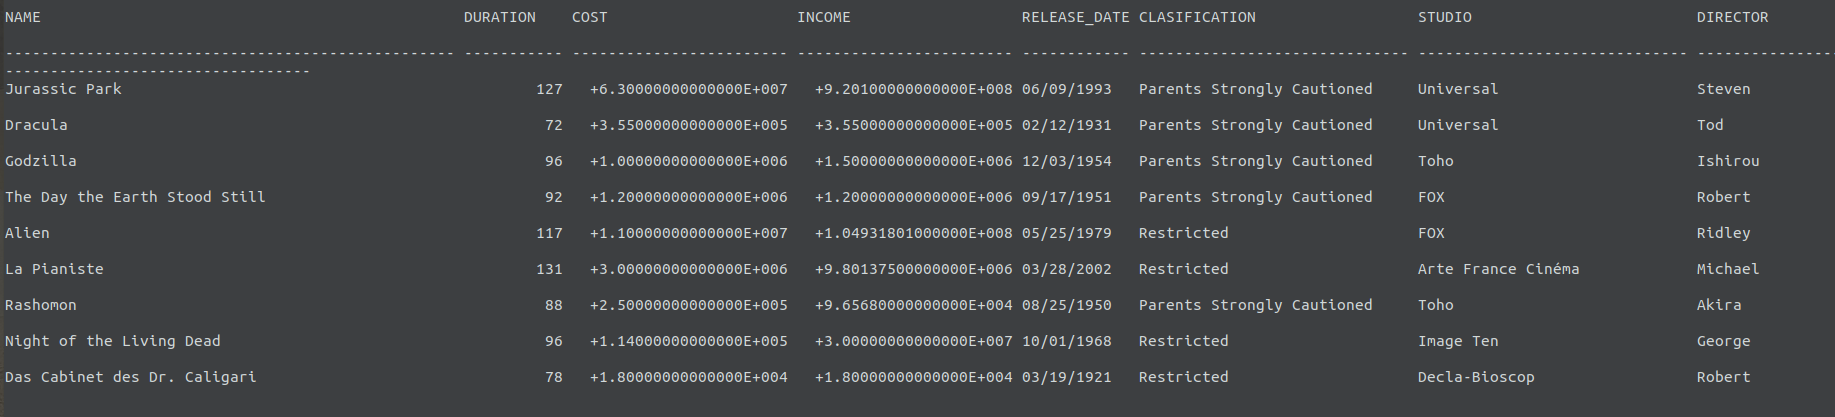 NAME DURATION COST INCOME RELEASE_DATE CLASIFICATION STUDIO DIRECTOR
-------------------------------------------------- ----------- ------------------------ ------------------------ ------------ ------------------------------ ------------------------------ ----------------
----------------------------------
Jurassic Park 127 +6.30000000000000E+007 +9.20100000000000E+008 06/09/1993 Parents Strongly Cautioned Universal Steven
Dracula 72 +3.55000000000000E+005 +3.55000000000000E+005 02/12/1931 Parents Strongly Cautioned Universal Tod
Godzilla 96 +1.00000000000000E+006 +1.50000000000000E+006 12/03/1954 Parents Strongly Cautioned Toho Ishirou
The Day the Earth Stood Still 92 +1.20000000000000E+006 +1.20000000000000E+006 09/17/1951 Parents Strongly Cautioned FOX Robert
Alien 117 +1.10000000000000E+007 +1.04931801000000E+008 05/25/1979 Restricted FOX Ridley
La Pianiste 131 +3.00000000000000E+006 +9.80137500000000E+006 03/28/2002 Restricted Arte France Cinéma Michael
Rashomon 88 +2.50000000000000E+005 +9.65680000000000E+004 08/25/1950 Parents Strongly Cautioned Toho Akira
Night of the Living Dead 96 +1.14000000000000E+005 +3.00000000000000E+007 10/01/1968 Restricted Image Ten George
Das Cabinet des Dr. Caligari 78 +1.80000000000000E+004 +1.80000000000000E+004 03/19/1921 Restricted Decla-Bioscop Robert